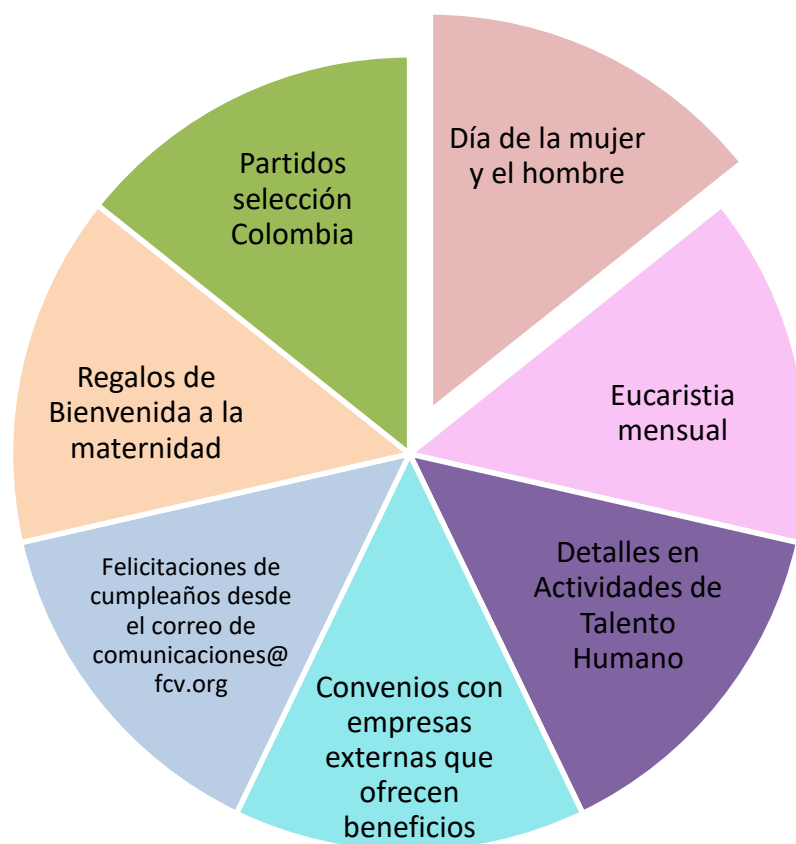 Día de la mujer
y el hombre
Eucaristia
mensual
Detalles en
Actividades de
Talento
Humano
Convenios con
empresas
externas que
ofrecen
beneficios
Felicitaciones de
cumpleaños desde
el correo de
comunicaciones@
fcv.org
Regalos de
Bienvenida a la
maternidad
Partidos
selección
Colombia